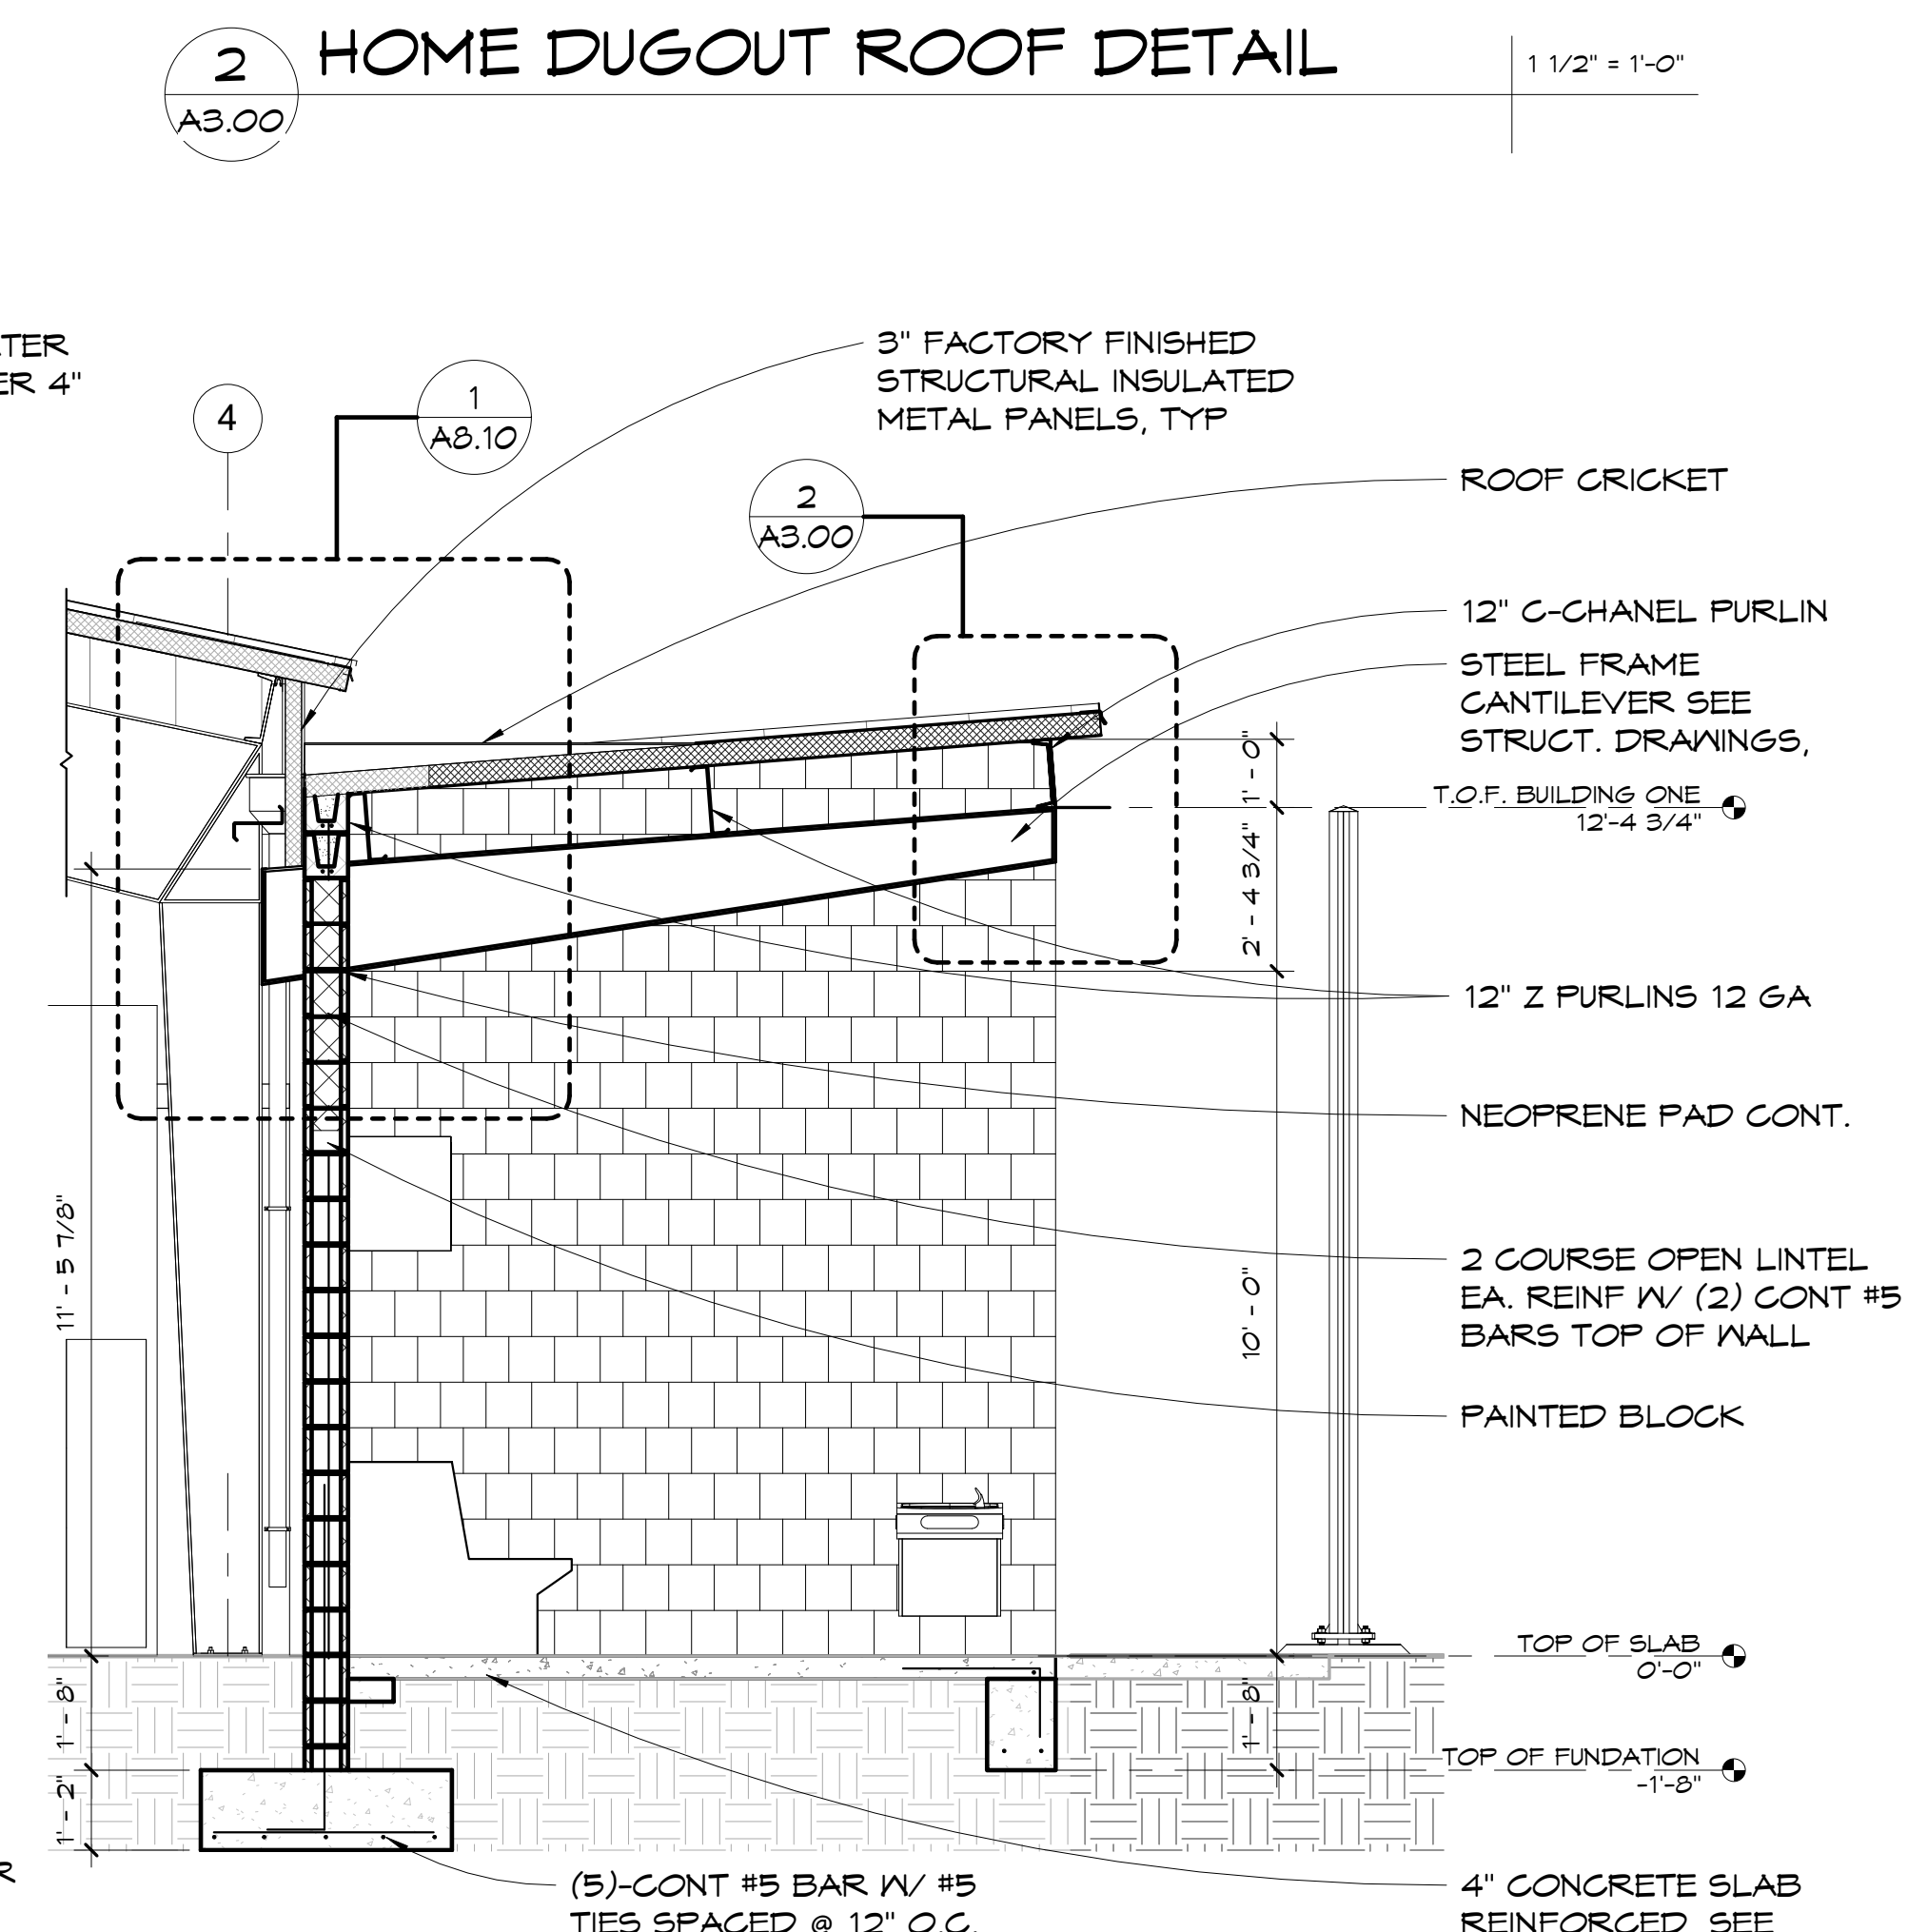 2
A3.00
HOME DUGOUT ROOF DETAIL
1 1/2" = 1'-0"
TER
ER 4"
4
1
A8.10
3" FACTORY FINISHED
STRUCTURAL INSULATED
METAL PANELS, TYP
2
A3.00
ROOF CRICKET
12" C-CHANEL PURLIN
STEEL FRAME
CANTILEVER SEE
STRUCT. DRAWINGS,
1' - 0"
T.O.F. BUILDING ONE
12'-4 3/4"
2' - 4 3/4"
12" Z PURLINS 12 GA
NEOPRENE PAD CONT.
11' - 5 7/8"
10' - 0"
2 COURSE OPEN LINTEL
EA. REINF W/ (2) CONT #5
BARS TOP OF WALL
PAINTED BLOCK
TOP OF SLAB
0'-0"
1' - 8"
1' - 8"
TOP OF FUNDATION
-1'-8"
1' - 2"
R
(5)-CONT #5 BAR W/ #5
TIES SPACED @ 12" O.C.
4" CONCRETE SLAB
REINFORCED SEE